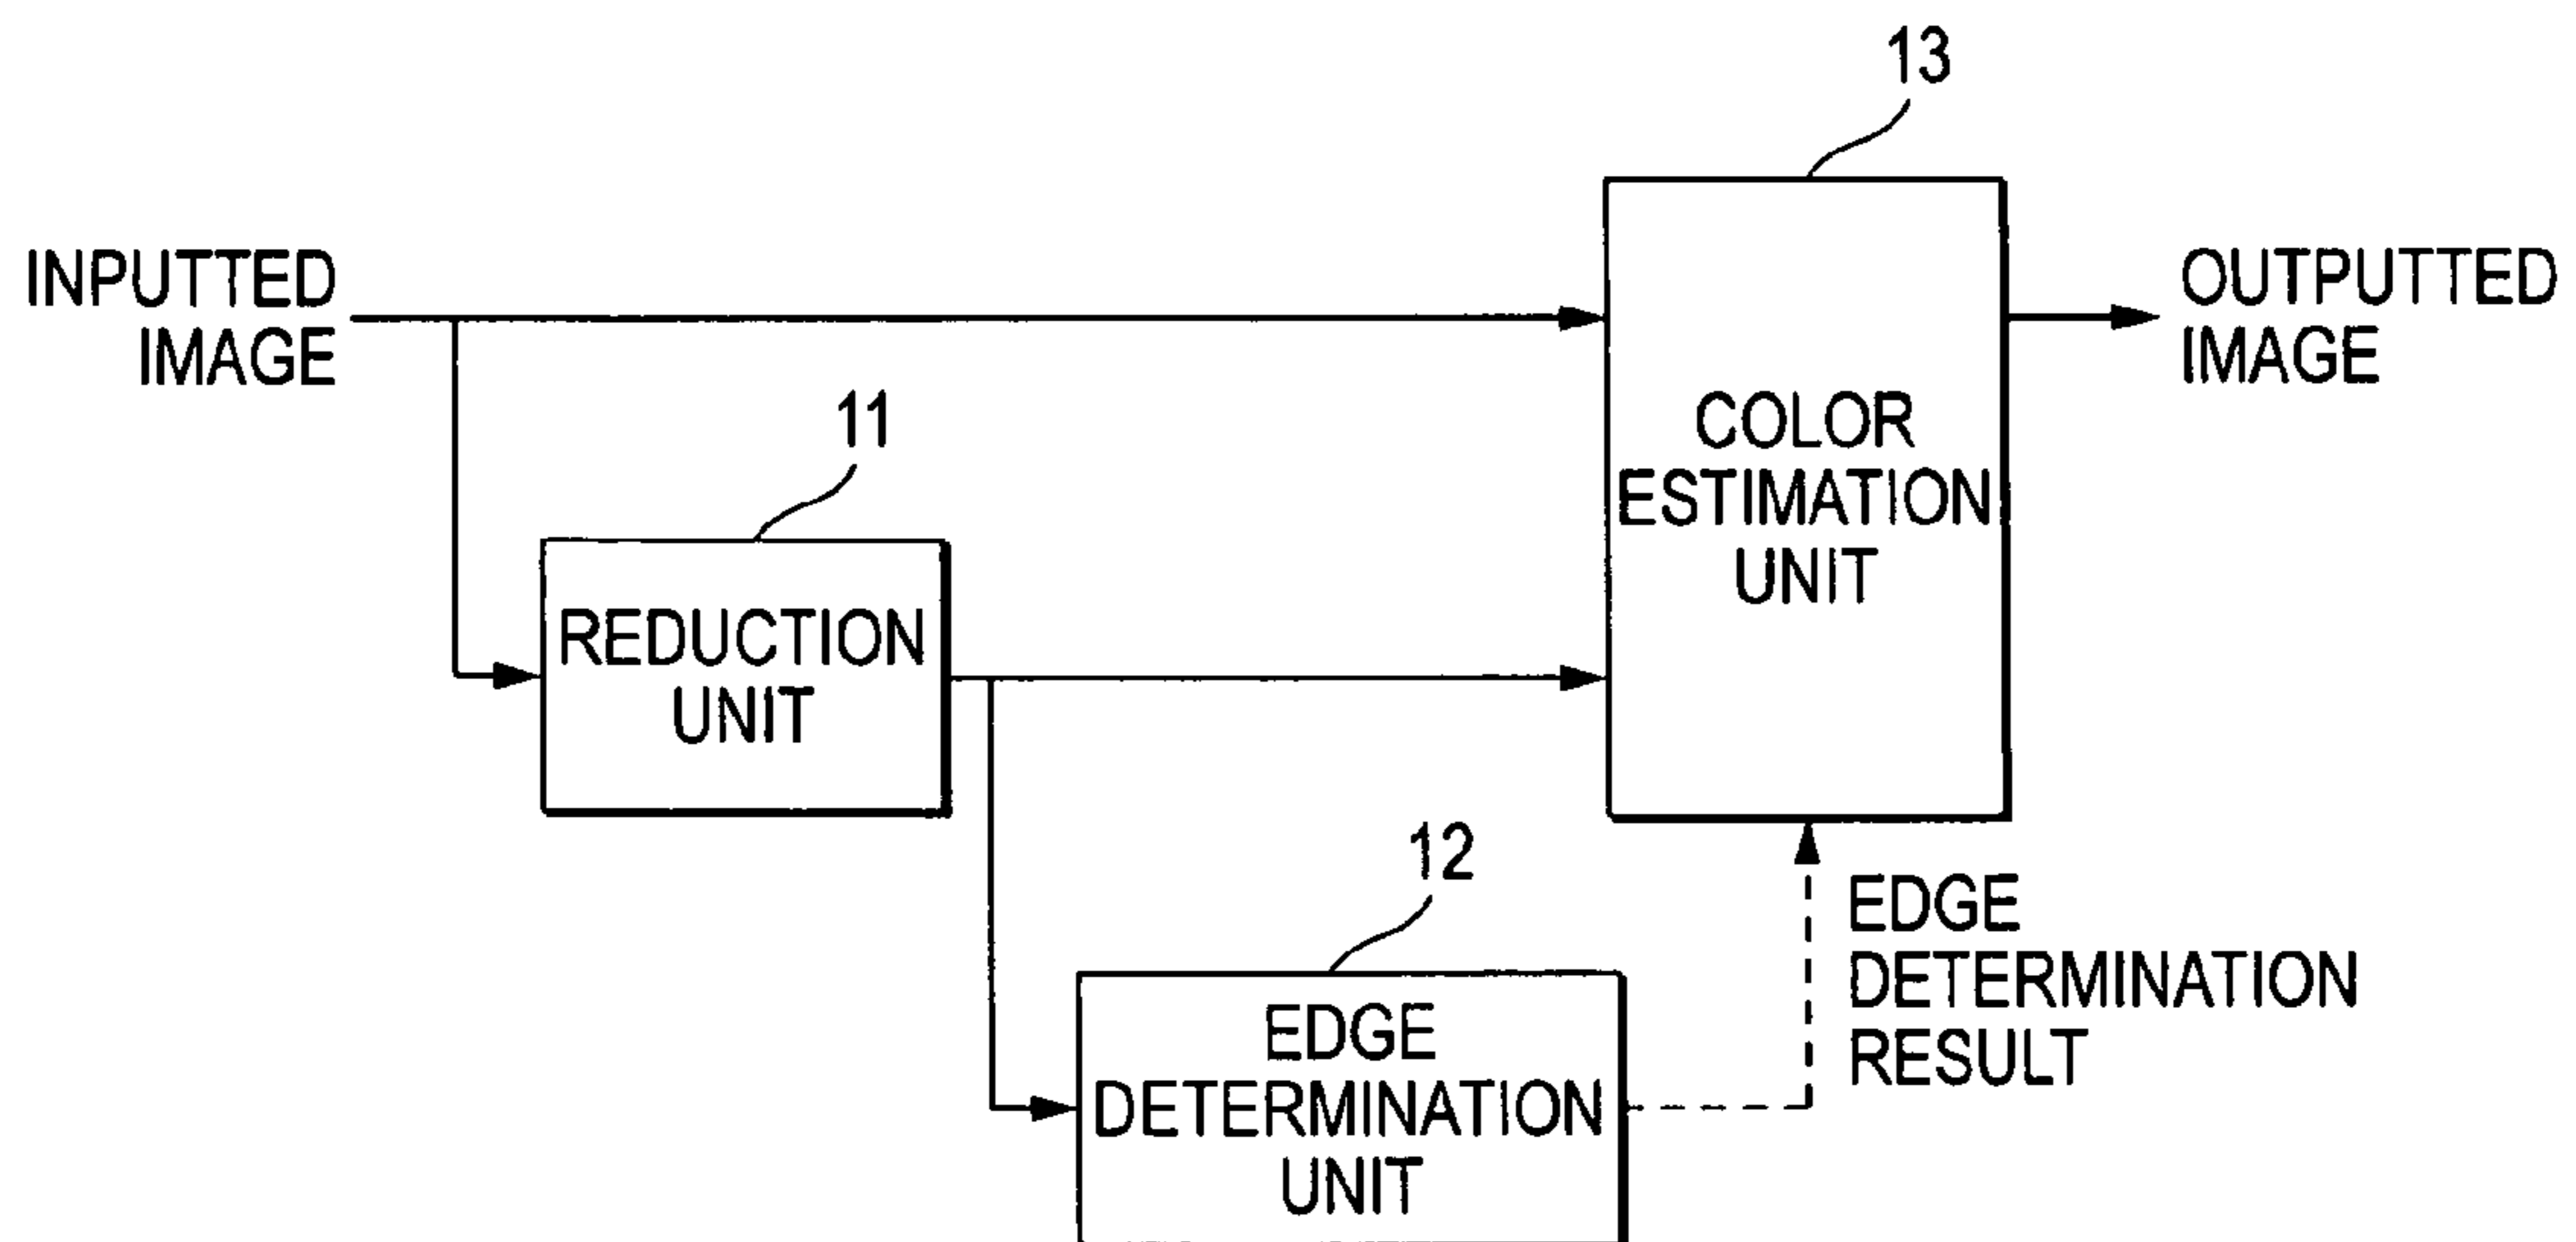 13
INPUTTED
IMAGE
OUTPUTTED
IMAGE
11
COLOR
ESTIMATION
UNIT
REDUCTION
UNIT
12
EDGE
DETERMINATION
RESULT
EDGE
DETERMINATION
UNIT